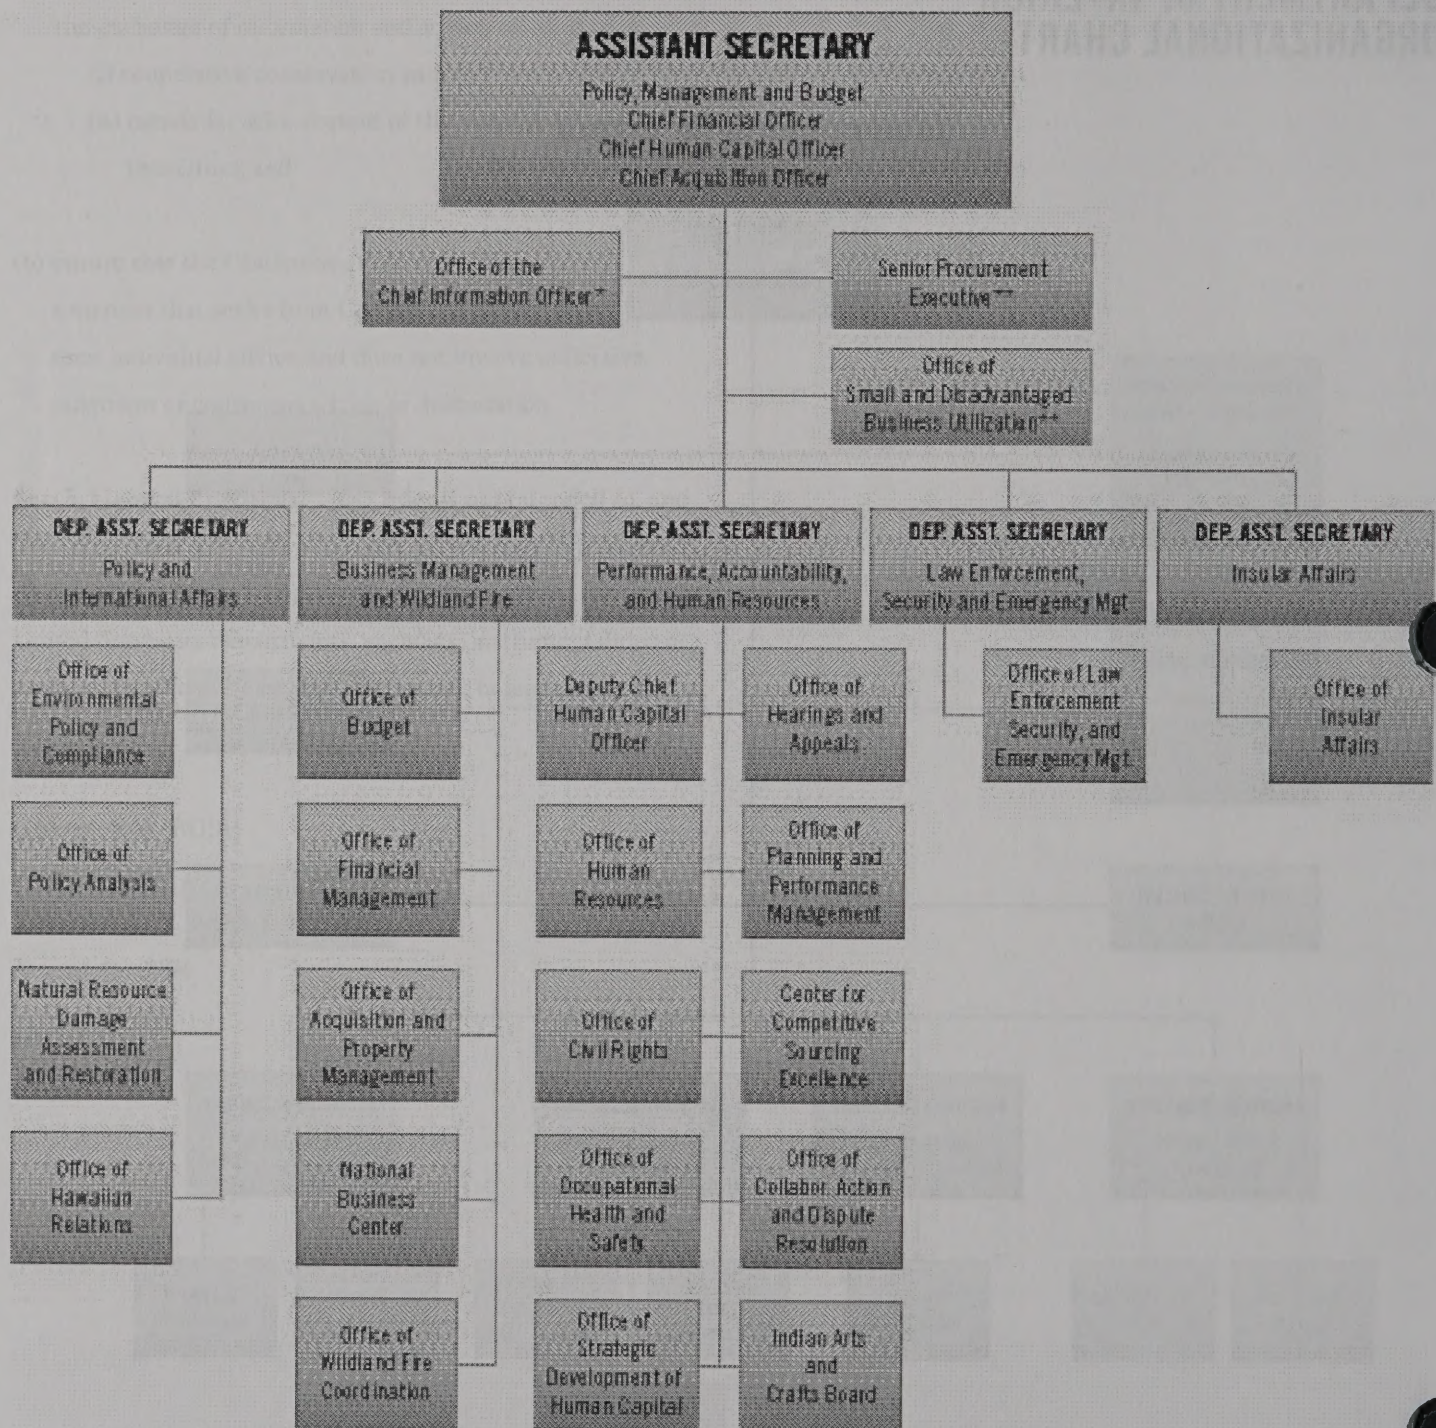 ASSISTANT SECRETARY
Policy, Management and Budget
Chief Financial Officer
Chief Human Capital Officer
Chief Acquisition Officer
Office of the
Chief Information Officer*
Senior Procurement
Executive**
Office of
Small and Disadvantaged
Business Utilization**
DEP. ASST. SECRETARY
Policy and
International Affairs
DEP. ASST. SECRETARY
Business Management
and Wildland Fire
DEP. ASST. SECRETARY
Performance, Accountability,
and Human Resources
DEP. ASST. SECRETARY
Law Enforcement,
Security and Emergency Mgt
DEP. ASST. SECRETARY
Insular Affairs
Office of
Environmental
Policy and
Compliance
Office of
Policy Analysis
Natural Resource
Damage
Assessment
and Restoration
Office of
Hawaiian
Relations
Office of
Budget
Office of
Financial
Management
Office of
Acquisition and
Property
Management
National
Business
Center
Office of
Wildland Fire
Coordination
Deputy Chief
Human Capital
Officer
Office of
Human
Resources
Office of
Civil Rights
Office of
Occupational
Health and
Safety
Office of
Strategic
Development of
Human Capital
Office of
Hearings and
Appeals
Office of
Planning and
Performance
Management
Center for
Competitive
Sourcing
Excellence
Office of
Collabor. Action
and Dispute
Resolution
Indian Arts
and
Crafts Board
Office of Law
Enforcement
Security, and
Emergency Mgt.
Office of
Insular
Affairs